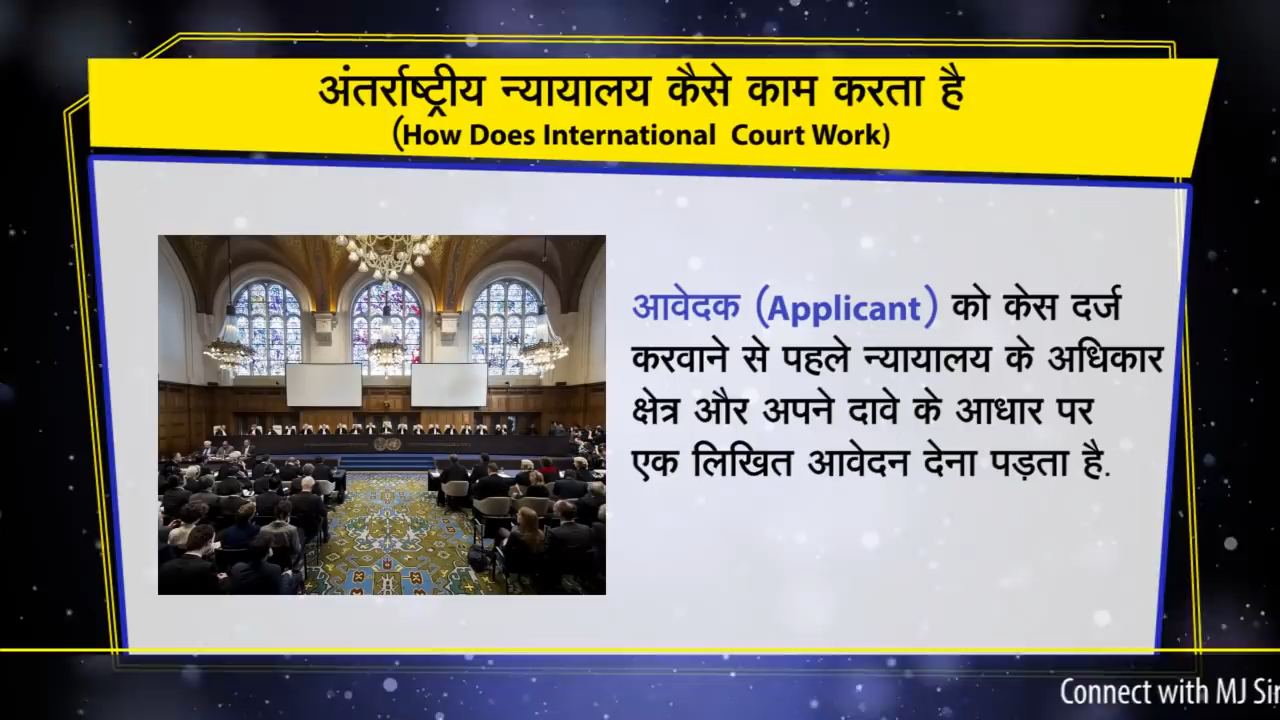 अंतर्राष्ट्रीय न्यायालय कैसे काम करता है
(How Does International Court Work)
आवेदक (Applicant) को केस दर्ज
करवाने से पहले न्यायालय के अधिकार
क्षेत्र और अपने दावे के आधार पर
एक लिखित आवेदन देना पड़ता है.
Connect with MJ